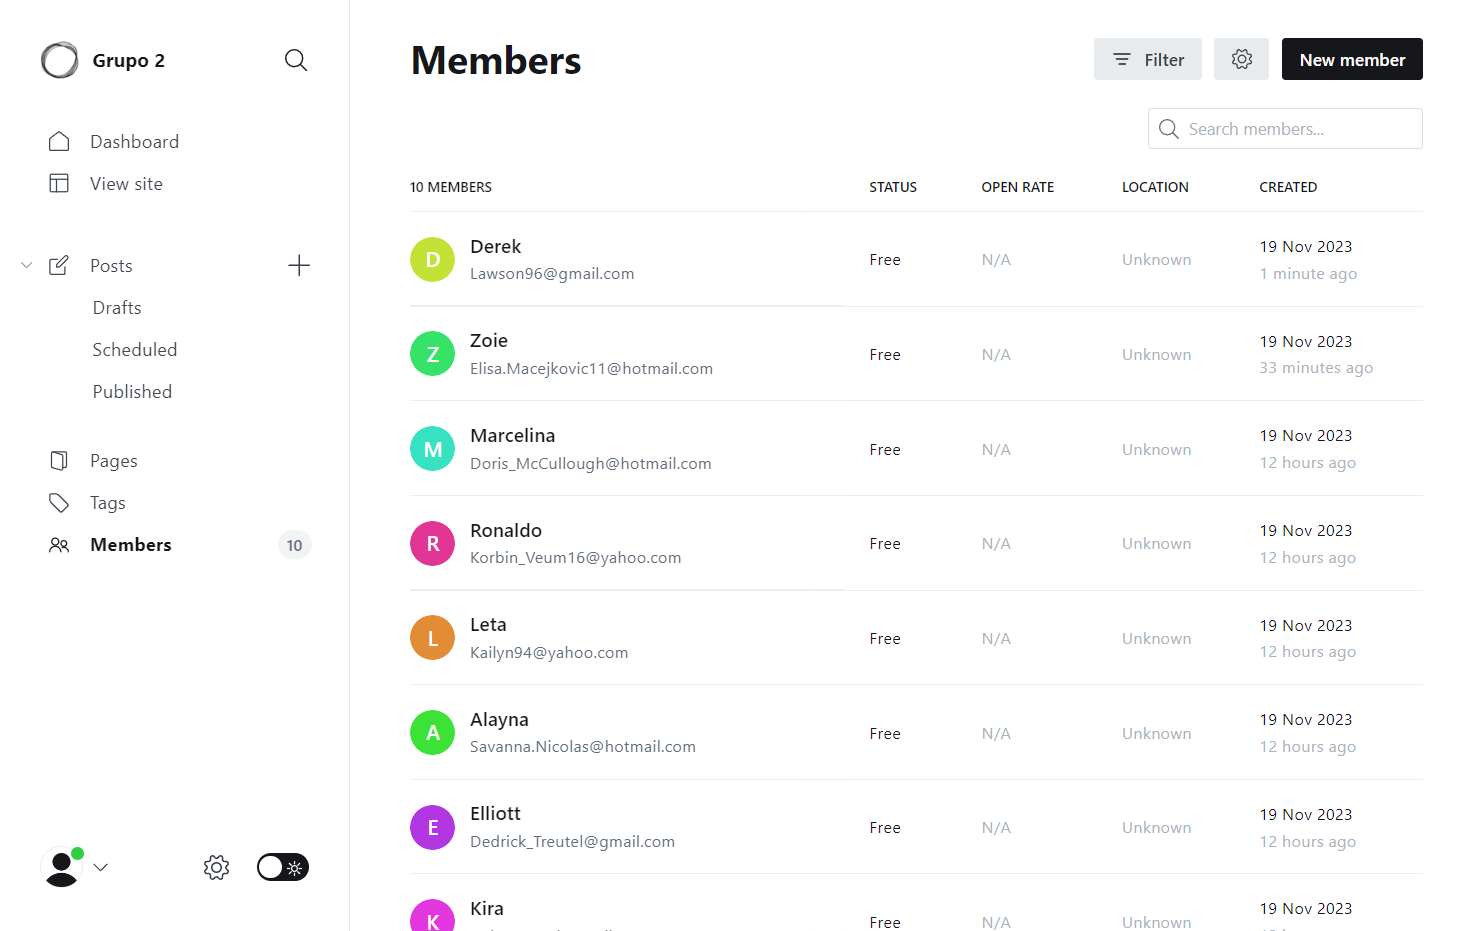 Grupo 2
Dashboard
View site
Posts
Drafts
Scheduled
Published
Pages
Tags
Members 10
Members
Filter
New member
Search members...
10 MEMBERS STATUS OPEN RATE LOCATION CREATED
D Derek Lawson96@gmail.com Free N/A Unknown 19 Nov 2023 1 minute ago
Z Zoie Elisa.Macejkovic11@hotmail.com Free N/A Unknown 19 Nov 2023 33 minutes ago
M Marcelina Doris_McCullough@hotmail.com Free N/A Unknown 19 Nov 2023 12 hours ago
R Ronaldo Korbin_Veum16@yahoo.com Free N/A Unknown 19 Nov 2023 12 hours ago
L Leta Kailyn94@yahoo.com Free N/A Unknown 19 Nov 2023 12 hours ago
A Alayna Savanna.Nicolas@hotmail.com Free N/A Unknown 19 Nov 2023 12 hours ago
E Elliott Dedrick_Treutel@gmail.com Free N/A Unknown 19 Nov 2023 12 hours ago
K Kira Free N/A Unknown 19 Nov 2023